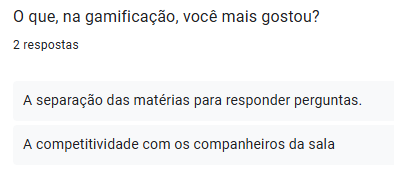 O que, na gamificação, você mais gostou?
2 respostas
A separação das matérias para responder perguntas.
A competitividade com os companheiros da sala